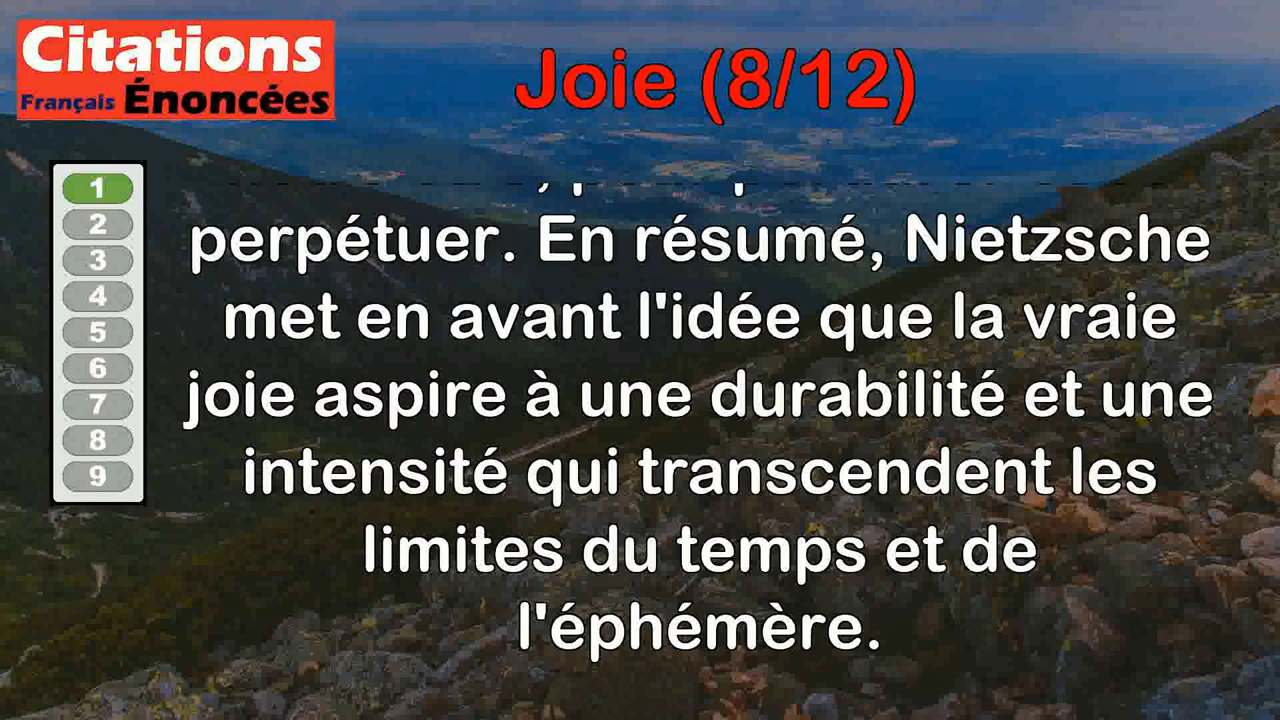 Citations
Français Énoncées
Joie (8/12)
1
2
3
4
5
6
7
8
9
perpétuer. En résumé, Nietzsche
met en avant l'idée que la vraie
joie aspire à une durabilité et une
intensité qui transcendent les
limites du temps et de
l'éphémère.